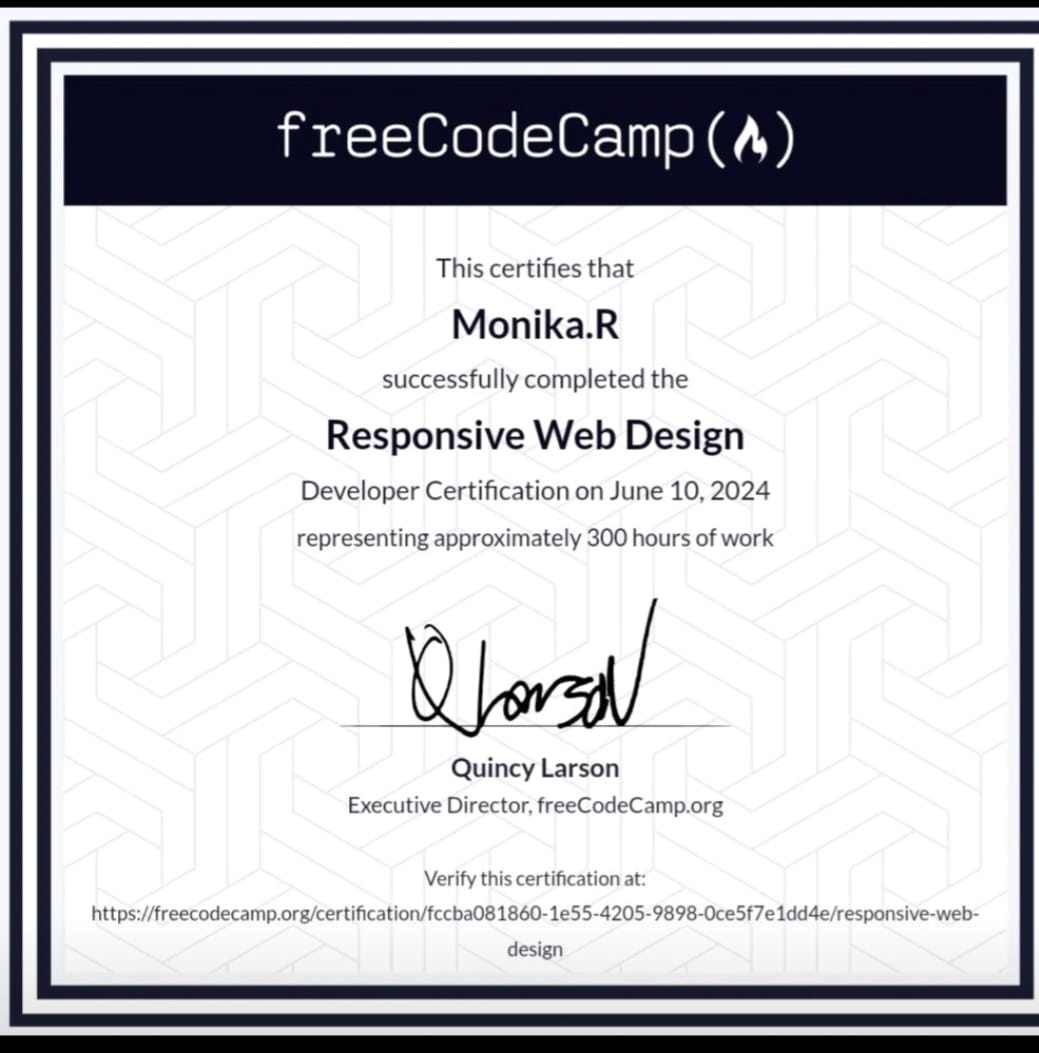 freeCodeCamp(🔥)
This certifies that
Monika.R
successfully completed the
Responsive Web Design
Developer Certification on June 10, 2024
representing approximately 300 hours of work
Q Larson
Quincy Larson
Executive Director, freeCodeCamp.org
Verify this certification at:
https://freecodecamp.org/certification/fccba081860-1e55-4205-9898-0ce5f7e1dd4e/responsive-web-
design